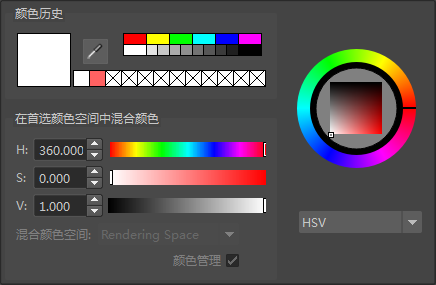 颜色历史
在首选颜色空间中混合颜色
H: 360.000
S: 0.000
V: 1.000
HSV
混合颜色空间: Rendering Space
颜色管理